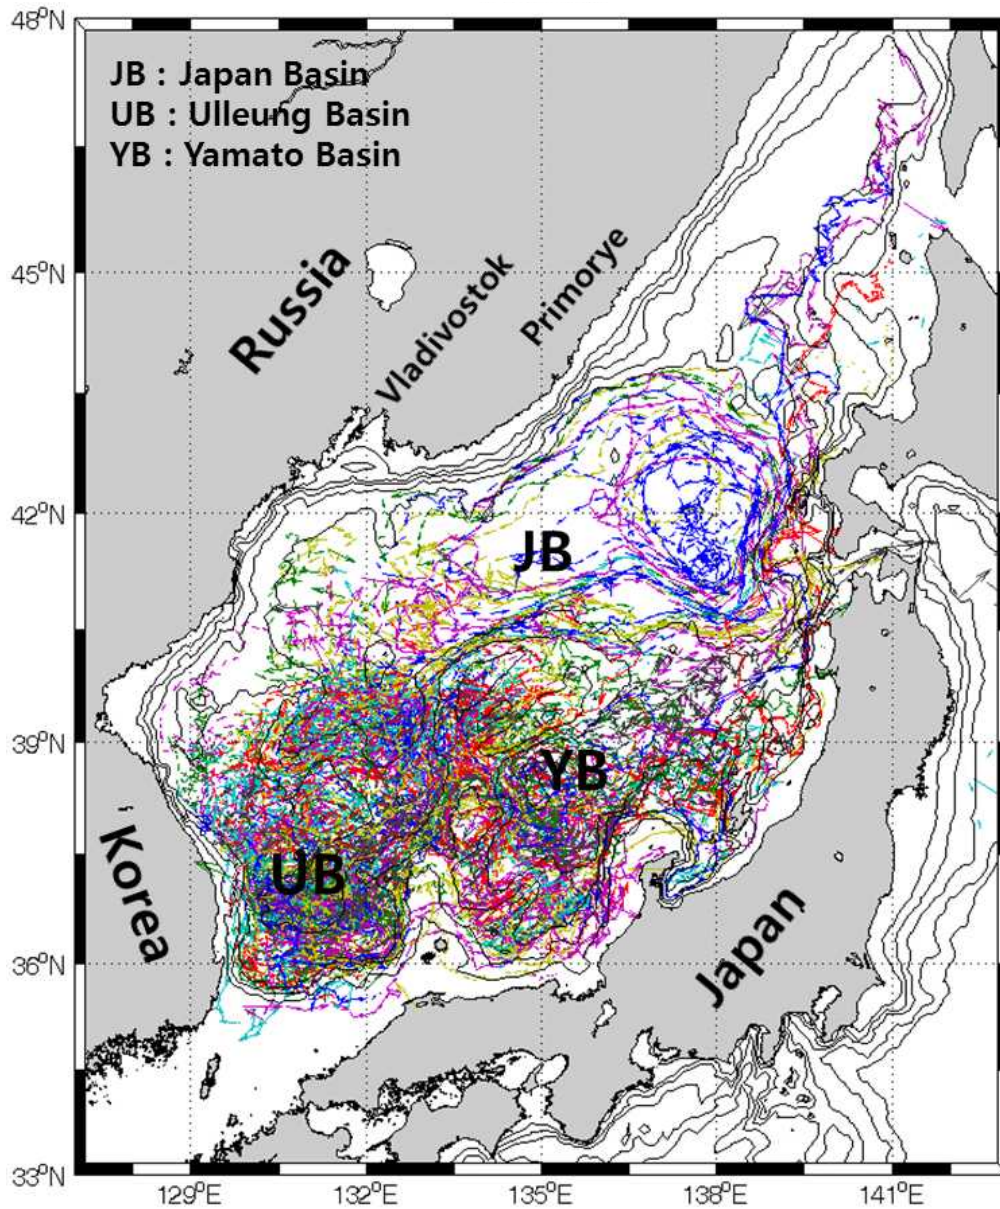 48°N
JB : Japan Basin
UB : Ulleung Basin
YB : Yamato Basin
Russia
Vladivostok
Primorye
45°N
42°N
JB
39°N
YB
UB
Korea
Japan
36°N
33°N
129°E
132°E
135°E
138°E
141°E